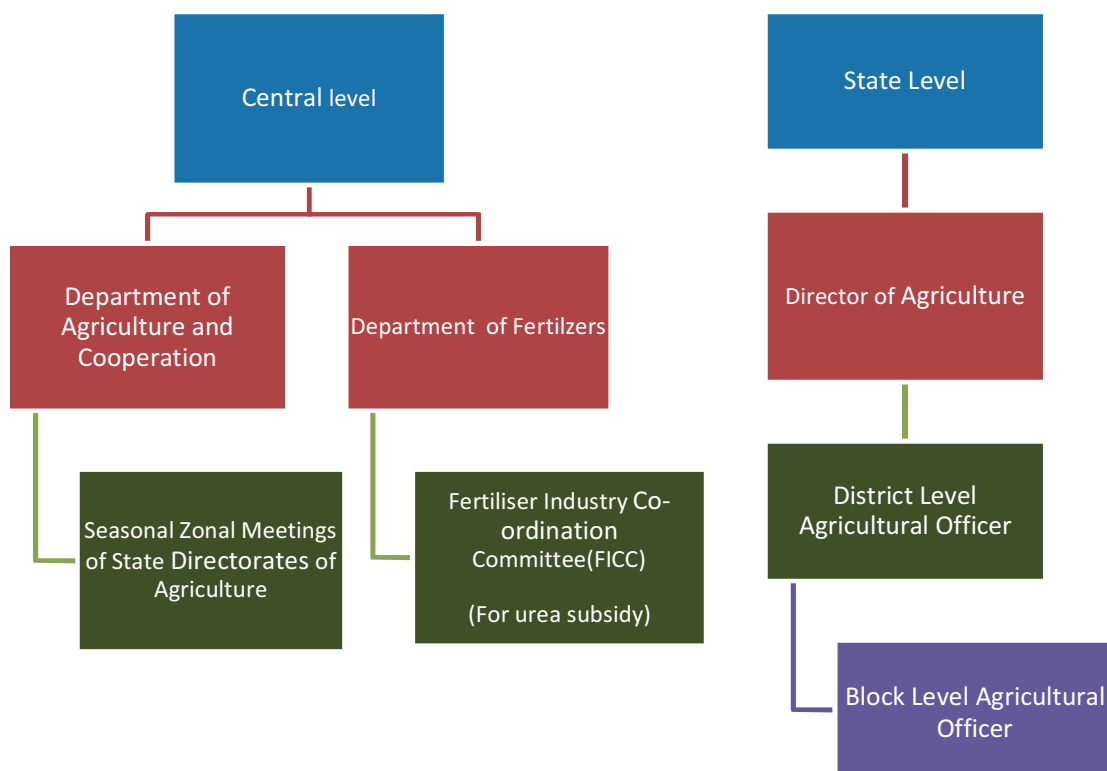 Central level
Department of
Agriculture and
Cooperation
Department of Fertilzers
Seasonal Zonal Meetings
of State Directorates of
Agriculture
Fertiliser Industry Co-
ordination
Committee(FICC)
(For urea subsidy)
State Level
Director of Agriculture
District Level
Agricultural Officer
Block Level Agricultural
Officer